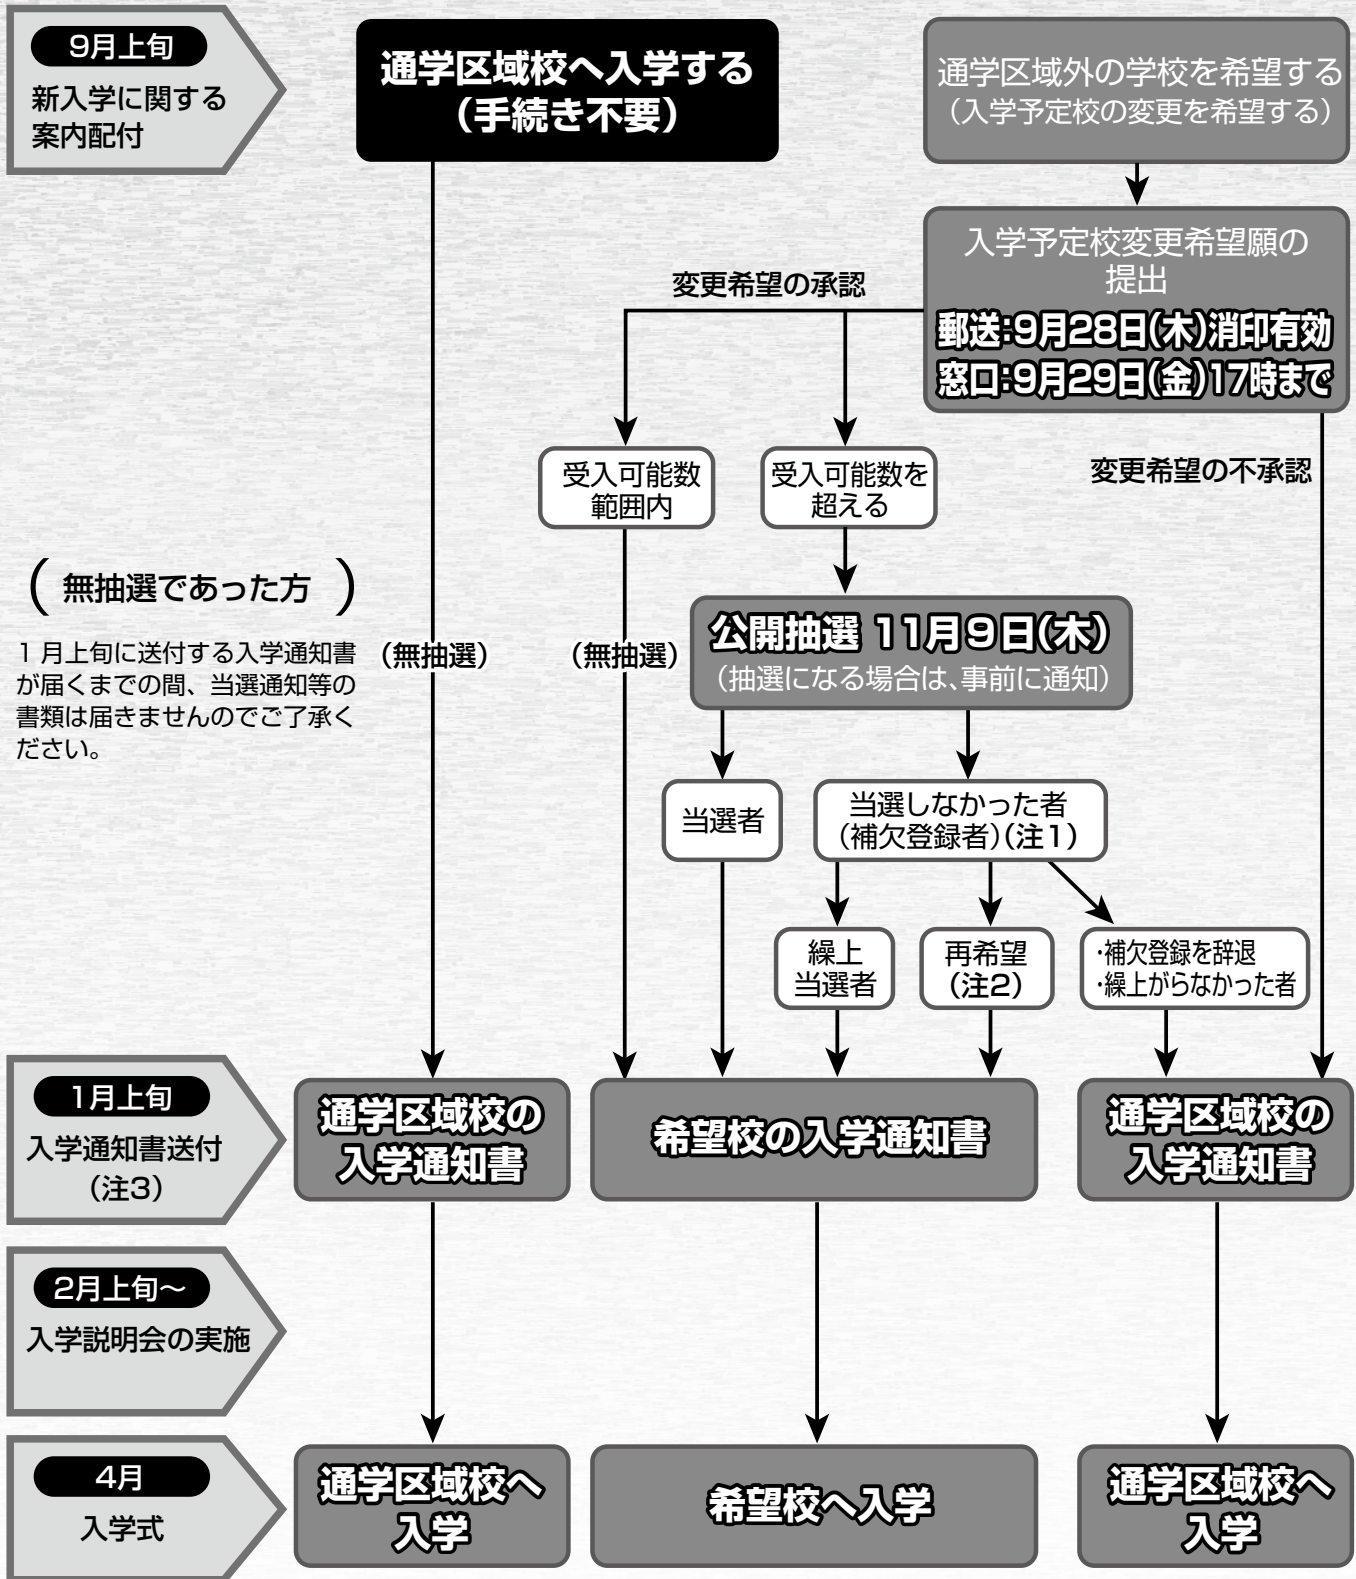 9月上旬
新入学に関する
案内配付
通学区域校へ入学する
(手続き不要)
通学区域外の学校を希望する
(入学予定校の変更を希望する)
入学予定校変更希望願の
提出
郵送:9月28日(木)消印有効
窓口:9月29日(金)17時まで
変更希望の承認
変更希望の不承認
受入可能数
範囲内
受入可能数を
超える
(無抽選であった方)
1月上旬に送付する入学通知書
が届くまでの間、当選通知等の
書類は届きませんのでご了承く
ださい。
(無抽選)
(無抽選)
公開抽選 11月9日(木)
(抽選になる場合は、事前に通知)
当選者
当選しなかった者
(補欠登録者)(注1)
繰上
当選者
再希望
(注2)
・補欠登録を辞退
・繰上がらなかった者
1月上旬
入学通知書送付
(注3)
通学区域校の
入学通知書
希望校の入学通知書
通学区域校の
入学通知書
2月上旬～
入学説明会の実施
4月
入学式
通学区域校へ
入学
希望校へ入学
通学区域校へ
入学